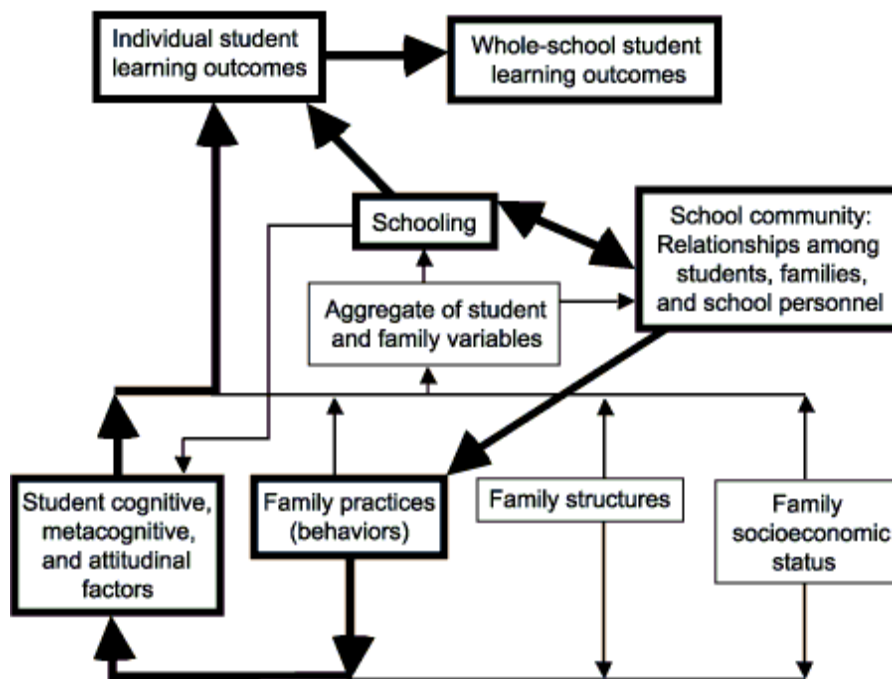 Individual student
learning outcomes
Whole-school student
learning outcomes
Schooling
School community:
Relationships among
students, families,
and school personnel
Aggregate of student
and family variables
Student cognitive,
metacognitive,
and attitudinal
factors
Family practices
(behaviors)
Family structures
Family
socioeconomic
status